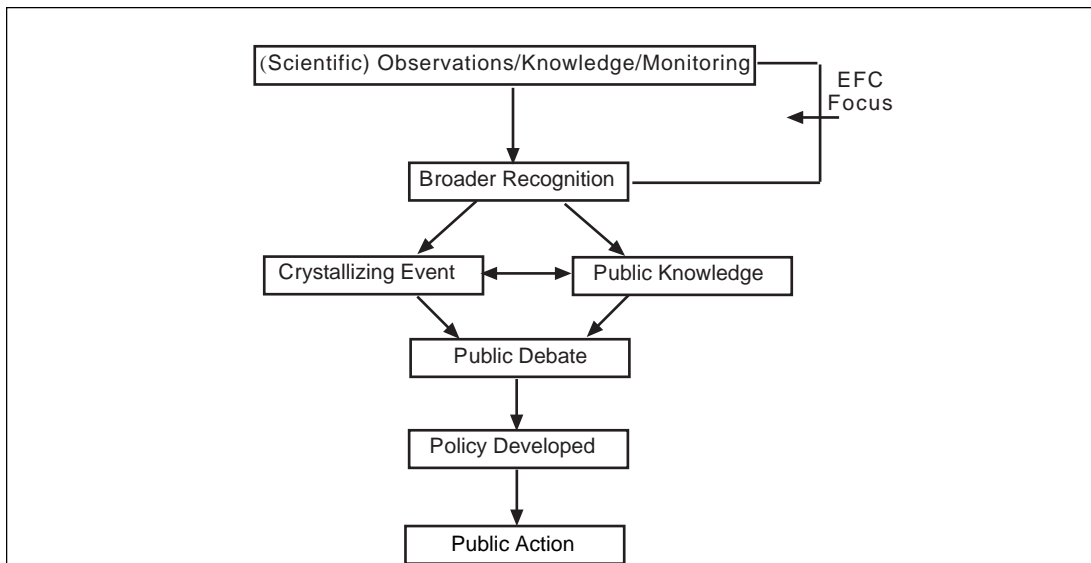 (Scientific) Observations/Knowledge/Monitoring
EFC
Focus
Broader Recognition
Crystallizing Event
Public Knowledge
Public Debate
Policy Developed
Public Action